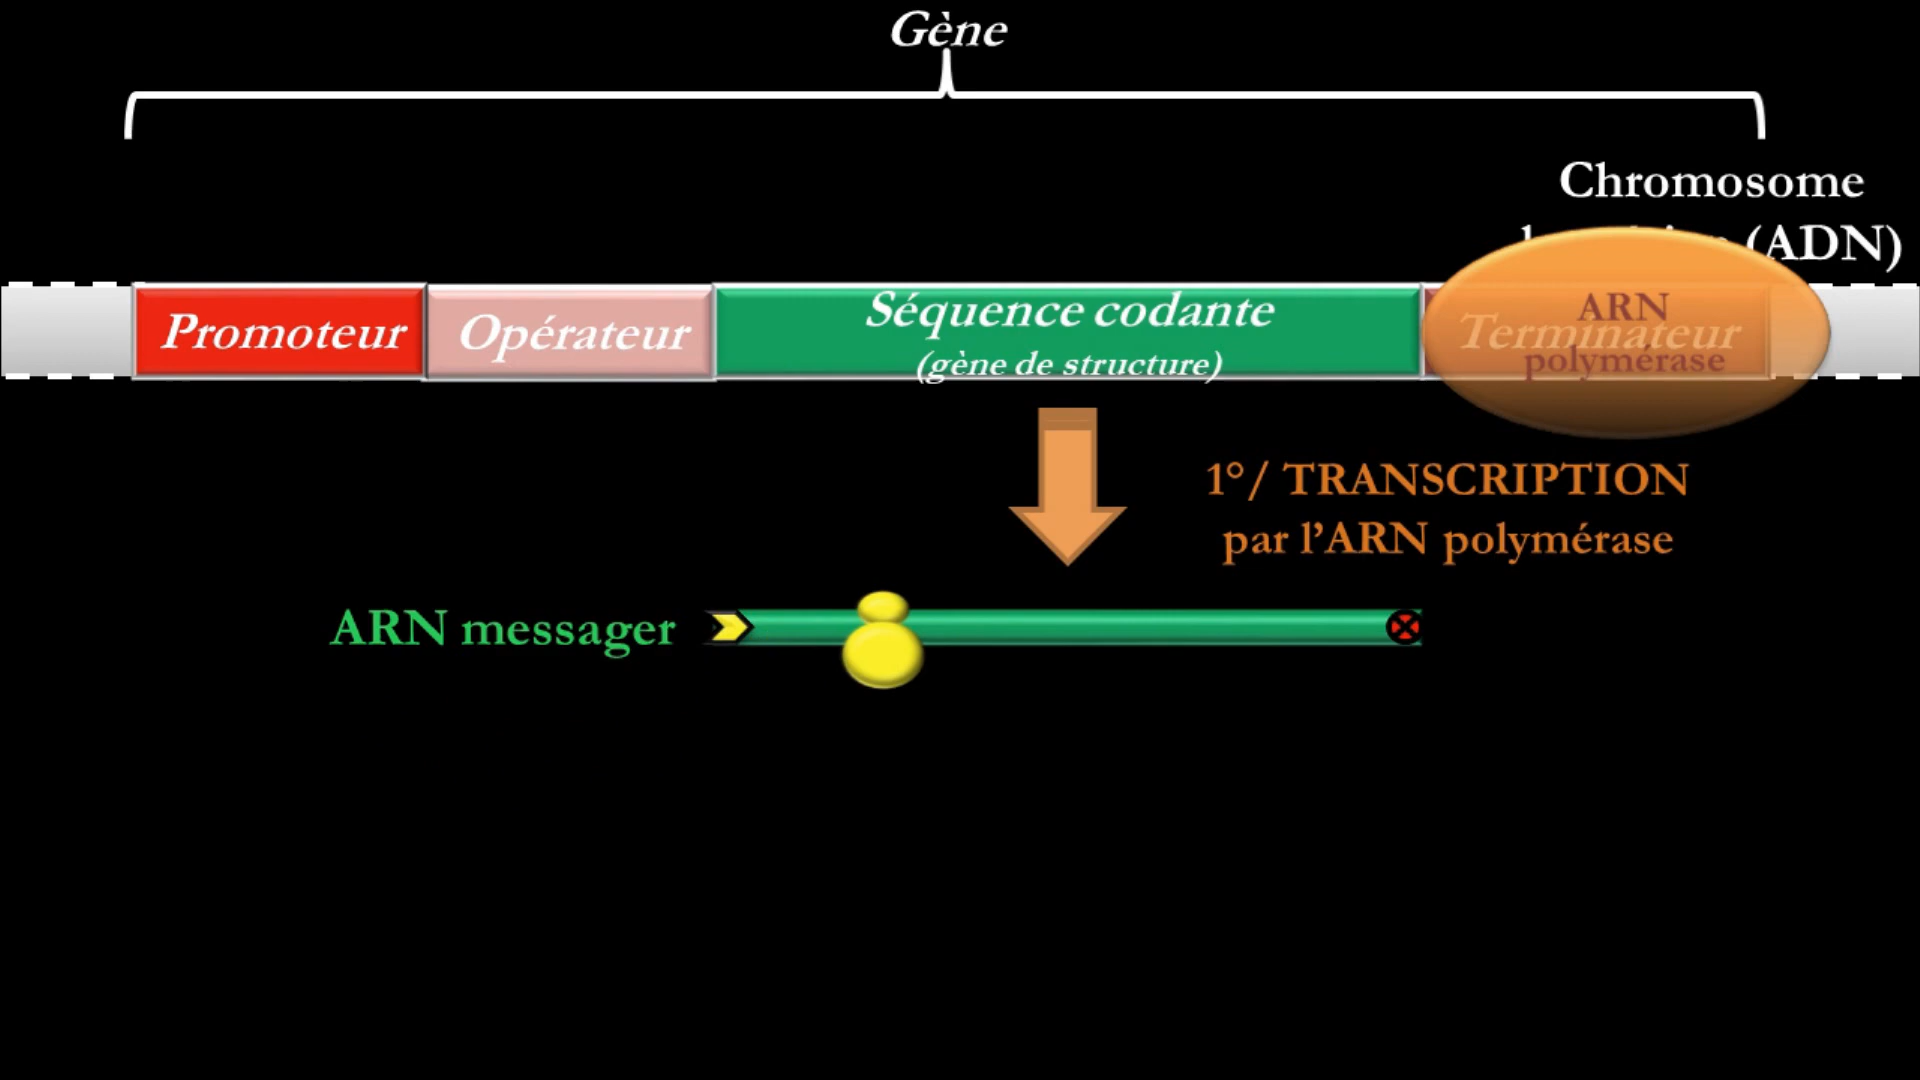 Gène
Chromosome
(ADN)
Promoteur
Opérateur
Séquence codante
(gène de structure)
Terminateur
ARN
polymérase
1°/ TRANSCRIPTION
par l’ARN polymérase
ARN messager